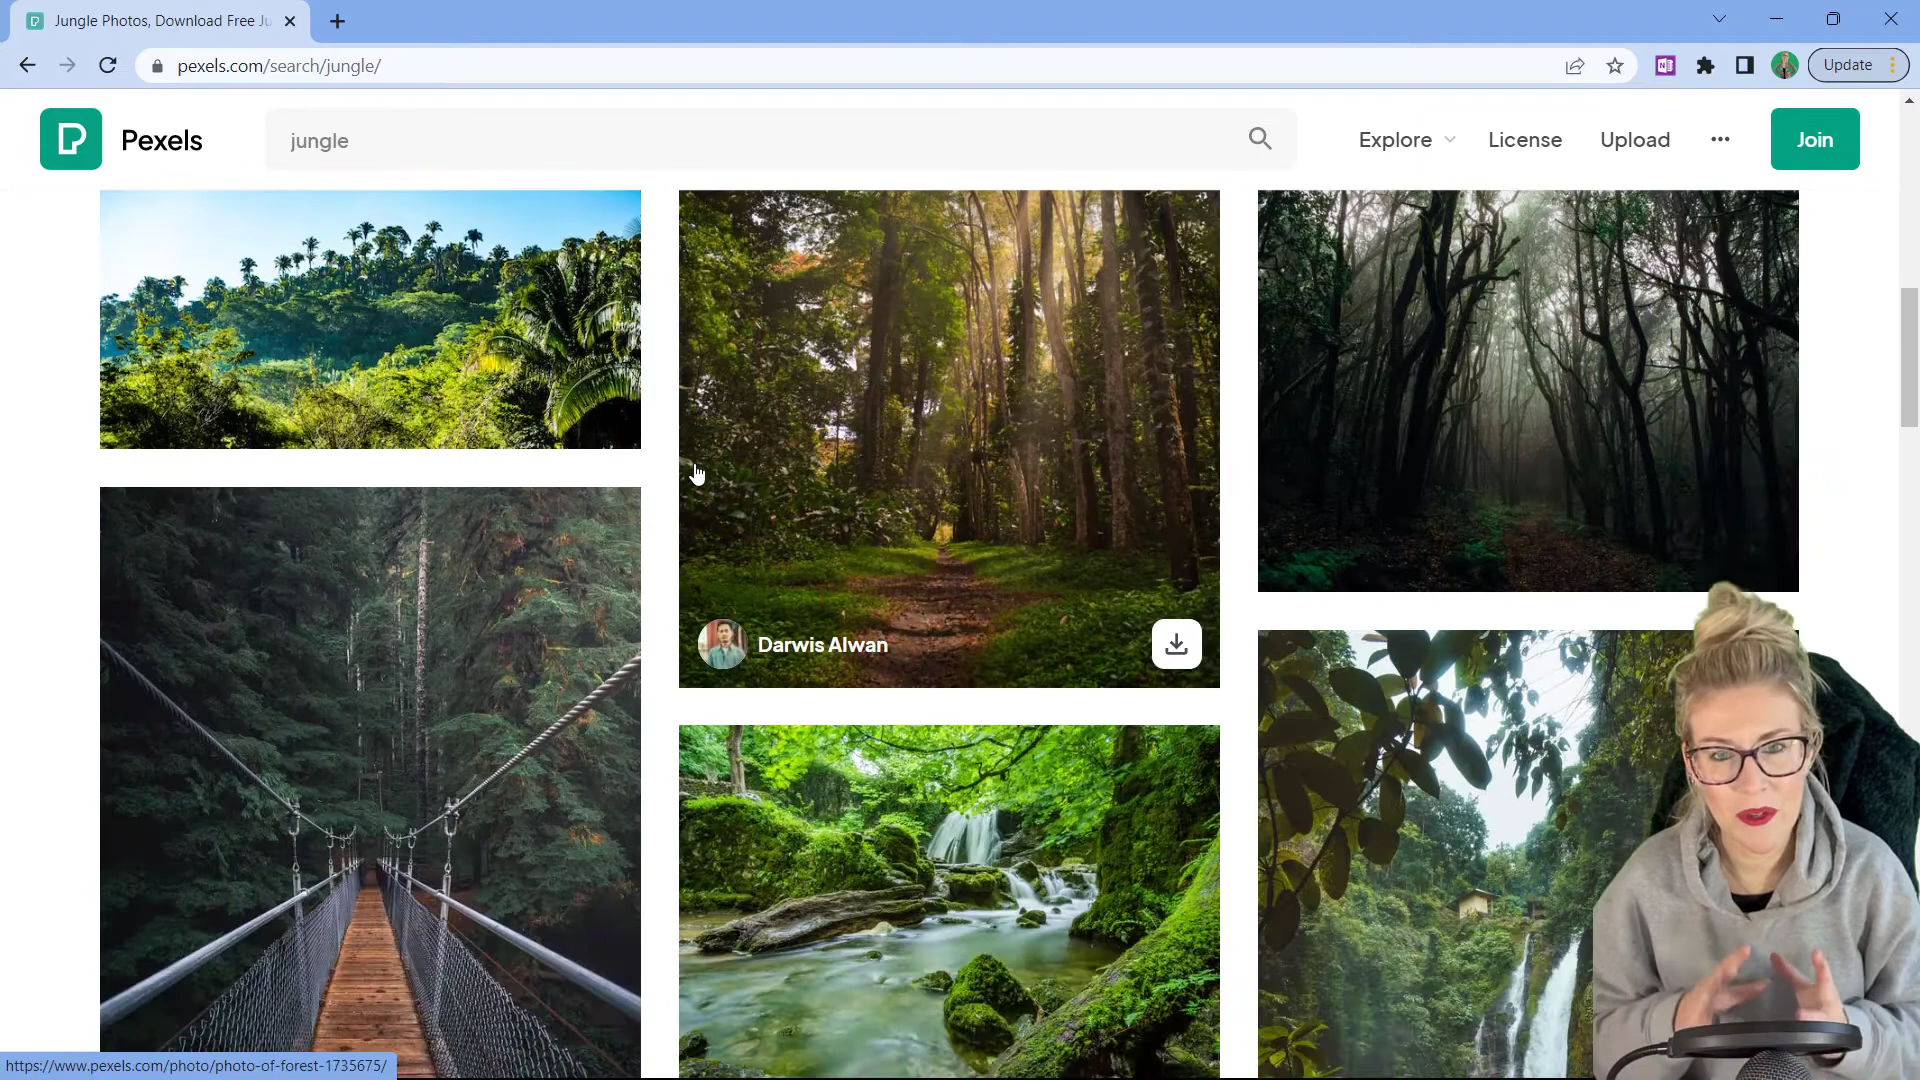 Jungle Photos, Download Free Ju
pexels.com/search/jungle/
Update
Pexels
jungle
Explore
License
Upload
Join
Darwis Alwan
https://www.pexels.com/photo/photo-of-forest-1735675/